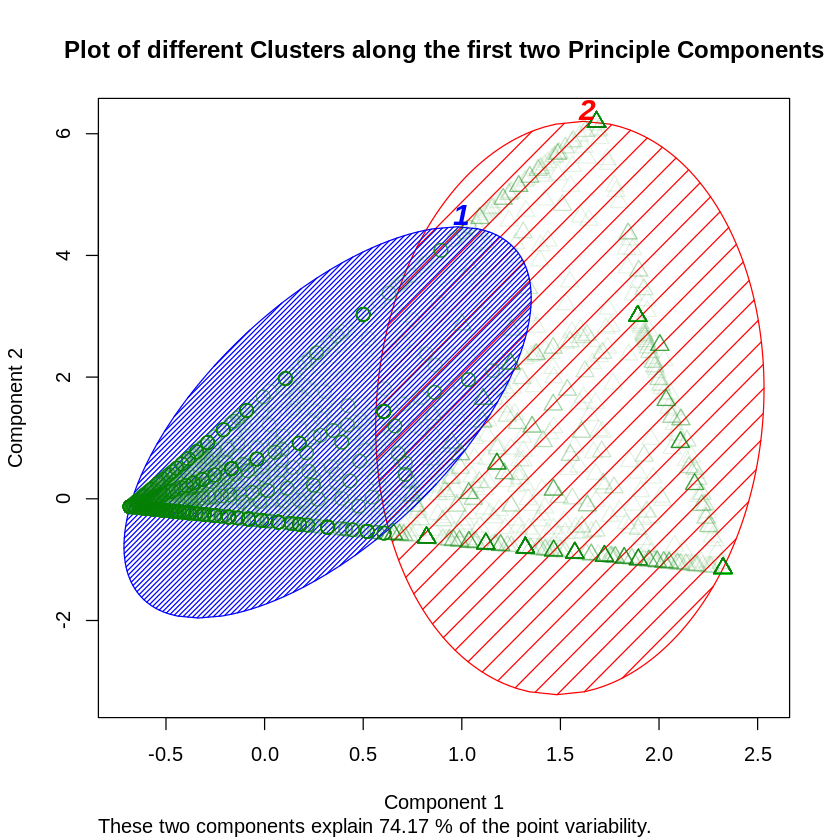 Plot of different Clusters along the first two Principle Components
2
1
6
4
2
0
-2
Component 2
-0.5 0.0 0.5 1.0 1.5 2.0 2.5
Component 1
These two components explain 74.17 % of the point variability.